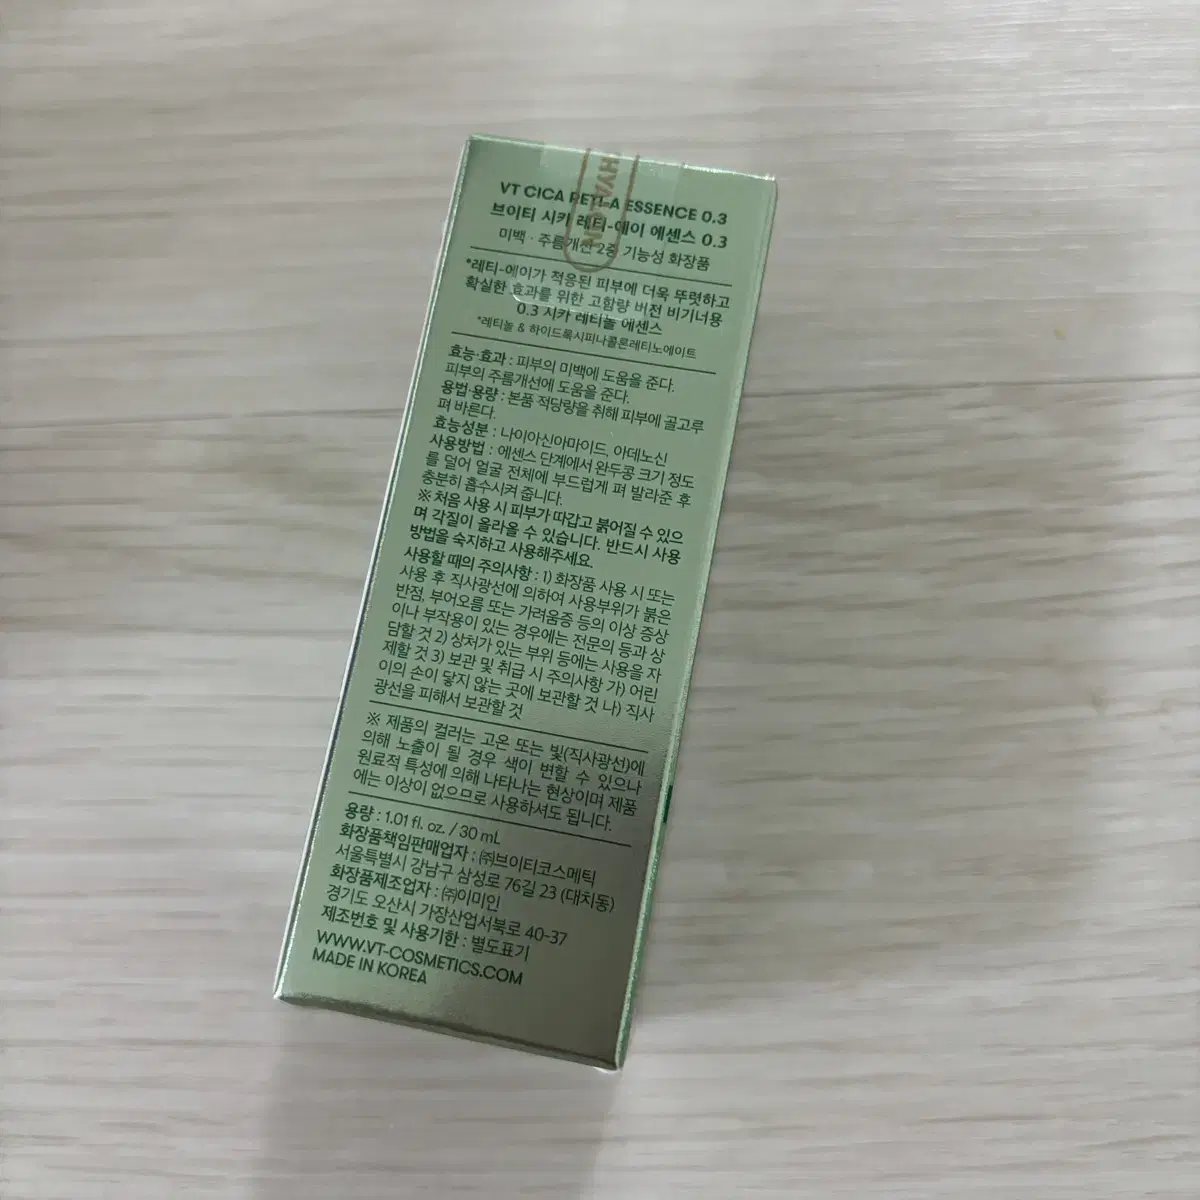 VT CICA RETI-A ESSENCE 0.3
브이티 시카 레티-에이 에센스 0.3
미백 · 주름개선 2중 기능성 화장품
*레티-에이가 적응된 피부에 더욱 뚜렷하고
확실한 효과를 위한 고함량 버전 비기너용
0.3 시카 레티놀 에센스
*레티놀 & 하이드록시피나콜론레티노에이트
효능·효과 : 피부의 미백에 도움을 준다.
피부의 주름개선에 도움을 준다.
용법·용량 : 본품 적당량을 취해 피부에 골고루
펴 바른다.
효능성분 : 나이아신아마이드, 아데노신
사용방법 : 에센스 단계에서 완두콩 크기 정도
를 덜어 얼굴 전체에 부드럽게 펴 발라준 후
충분히 흡수시켜 줍니다.
※ 처음 사용 시 피부가 따갑고 붉어질 수 있으
며 각질이 올라올 수 있습니다. 반드시 사용
방법을 숙지하고 사용해주세요.
사용할 때의 주의사항 : 1) 화장품 사용 시 또는
사용 후 직사광선에 의하여 사용부위가 붉은
반점, 부어오름 또는 가려움증 등의 이상 증상
이나 부작용이 있는 경우에는 전문의 등과 상
담할 것 2) 상처가 있는 부위 등에는 사용을 자
제할 것 3) 보관 및 취급 시 주의사항 가) 어린
이의 손이 닿지 않는 곳에 보관할 것 나) 직사
광선을 피해서 보관할 것
※ 제품의 컬러는 고온 또는 빛(직사광선)에
의해 노출이 될 경우 색이 변할 수 있으나
원료적 특성에 의해 나타나는 현상이며 제품
에는 이상이 없으므로 사용하셔도 됩니다.
용량 : 1.01 fl. oz. / 30 mL
화장품책임판매업자 : ㈜브이티코스메틱
서울특별시 강남구 삼성로 76길 23 (대치동)
화장품제조업자 : ㈜이미인
경기도 오산시 가장산업서북로 40-37
제조번호 및 사용기한 : 별도표기
WWW.VT-COSMETICS.COM
MADE IN KOREA